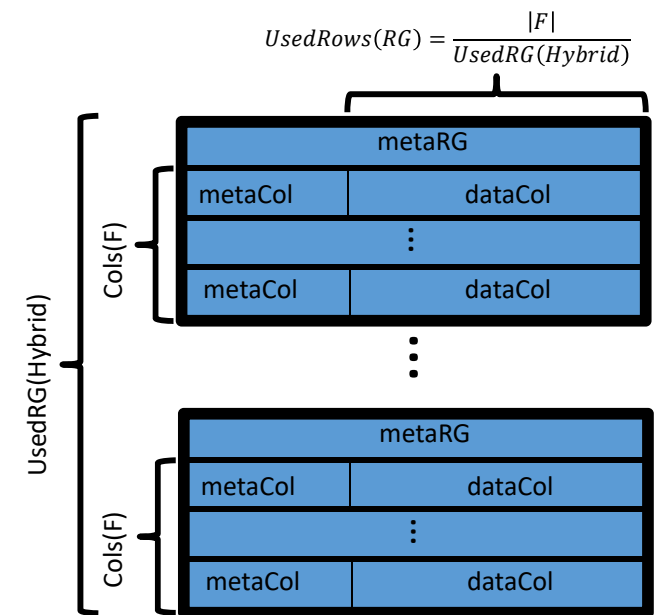 UsedRows(RG) = |F| / UsedRG(Hybrid)
metaRG
metaCol dataCol
⋮
metaCol dataCol
Cols(F)
UsedRG(Hybrid)
⋮
metaRG
metaCol dataCol
⋮
metaCol dataCol
Cols(F)